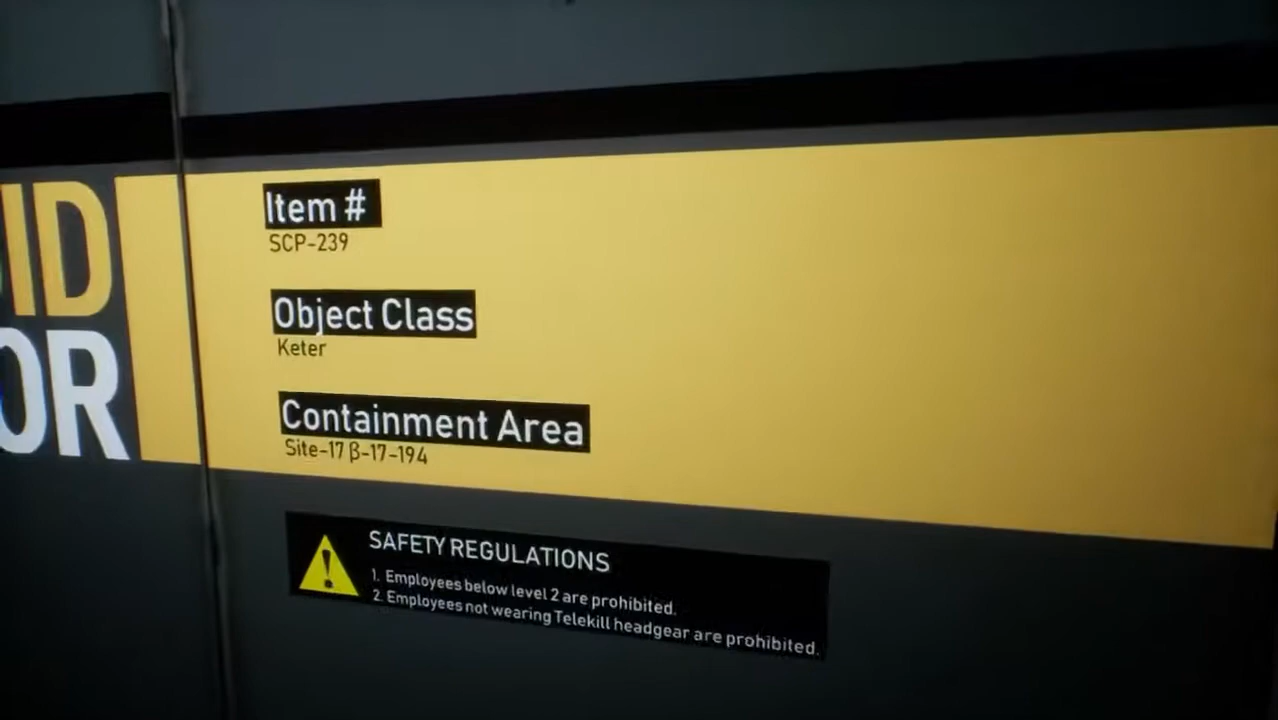 ID
OR
Item #
SCP-239
Object Class
Keter
Containment Area
Site-17 β-17-194
SAFETY REGULATIONS
1. Employees below level 2 are prohibited.
2. Employees not wearing Telekill headgear are prohibited.